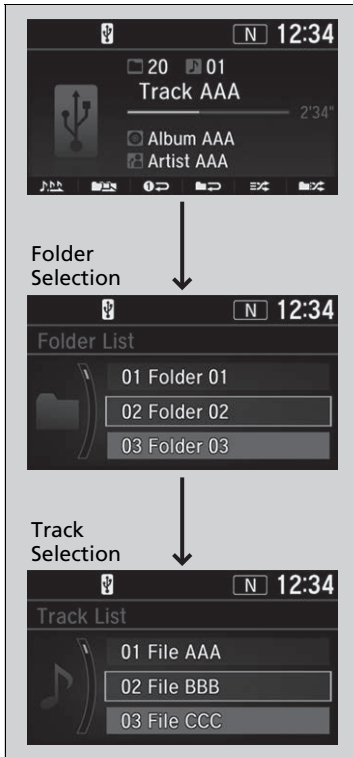 N 12:34
20 01
Track AAA
2'34"
Album AAA
Artist AAA
Folder
Selection
N 12:34
Folder List
01 Folder 01
02 Folder 02
03 Folder 03
Track
Selection
N 12:34
Track List
01 File AAA
02 File BBB
03 File CCC